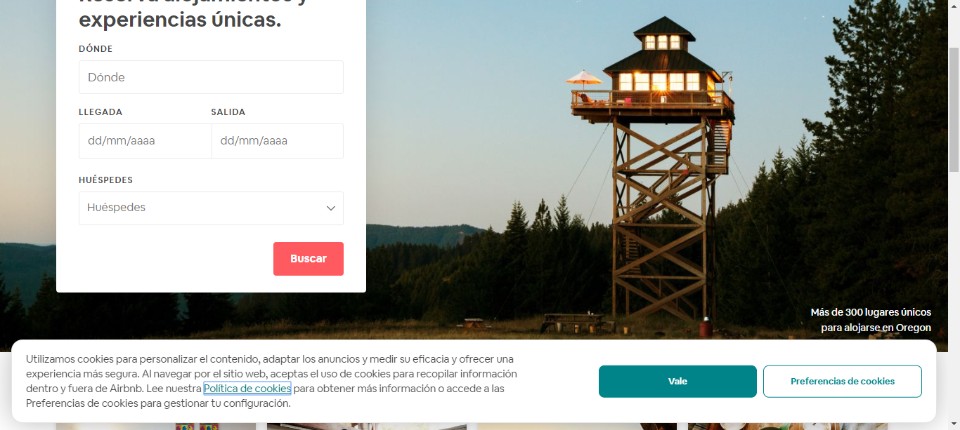 Reserva alojamientos y
experiencias únicas.
DÓNDE
Dónde
LLEGADA
SALIDA
dd/mm/aaaa
dd/mm/aaaa
HUÉSPEDES
Huéspedes
Buscar
Más de 300 lugares únicos
para alojarse en Oregon
Utilizamos cookies para personalizar el contenido, adaptar los anuncios y medir su eficacia y ofrecer una
experiencia más segura. Al navegar por el sitio web, aceptas el uso de cookies para recopilar información
dentro y fuera de Airbnb. Lee nuestra Política de cookies para obtener más información o accede a las
Preferencias de cookies para gestionar tu configuración.
Vale
Preferencias de cookies